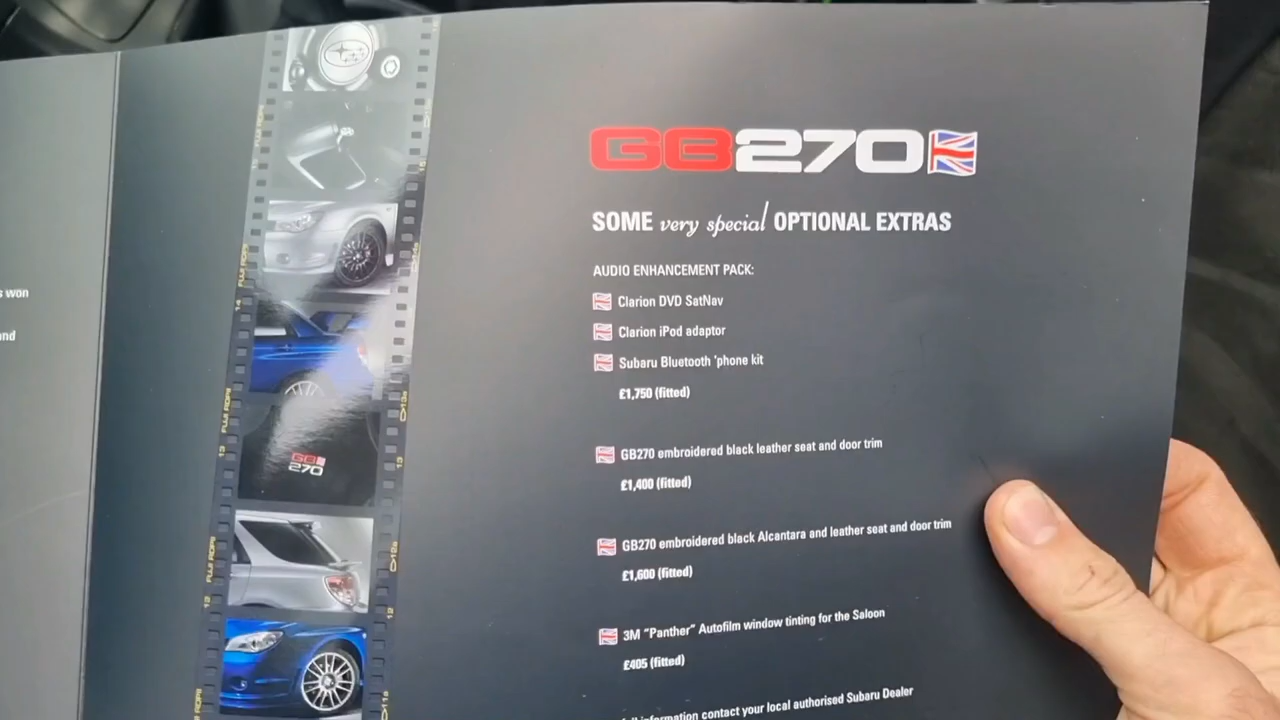 s won
and
GB270
SOME very special OPTIONAL EXTRAS
AUDIO ENHANCEMENT PACK:
Clarion DVD SatNav
Clarion iPod adaptor
Subaru Bluetooth 'phone kit
£1,750 (fitted)
GB270 embroidered black leather seat and door trim
£1,400 (fitted)
GB270 embroidered black Alcantara and leather seat and door trim
£1,600 (fitted)
3M “Panther” Autofilm window tinting for the Saloon
£405 (fitted)
information contact your local authorised Subaru Dealer
GB
270